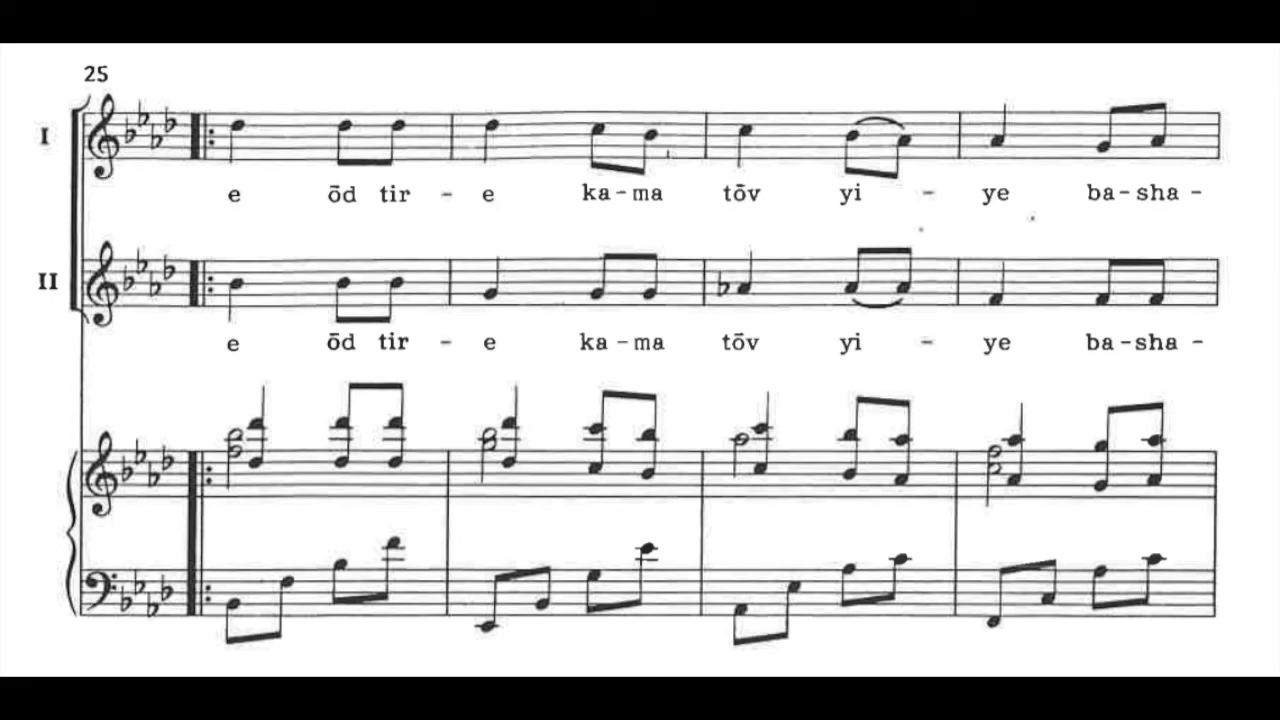 25
I
e ōd tir - e ka - ma tōv yi - ye ba - sha -
II
e ōd tir - e ka - ma tōv yi - ye ba - sha -